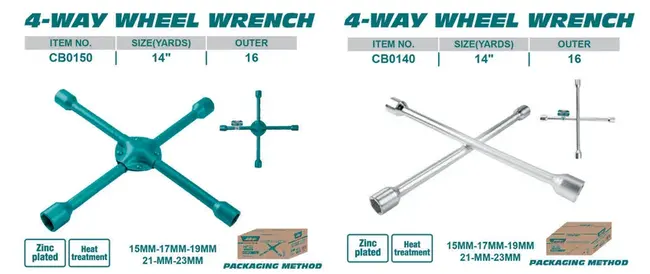 4-WAY WHEEL WRENCH
ITEM NO. SIZE(YARDS) OUTER
CB0150 14" 16
Zinc plated
Heat treatment
15MM-17MM-19MM
21-MM-23MM
PACKAGING METHOD
4-WAY WHEEL WRENCH
ITEM NO. SIZE(YARDS) OUTER
CB0140 14" 16
Zinc plated
Heat treatment
15MM-17MM-19MM
21-MM-23MM
PACKAGING METHOD